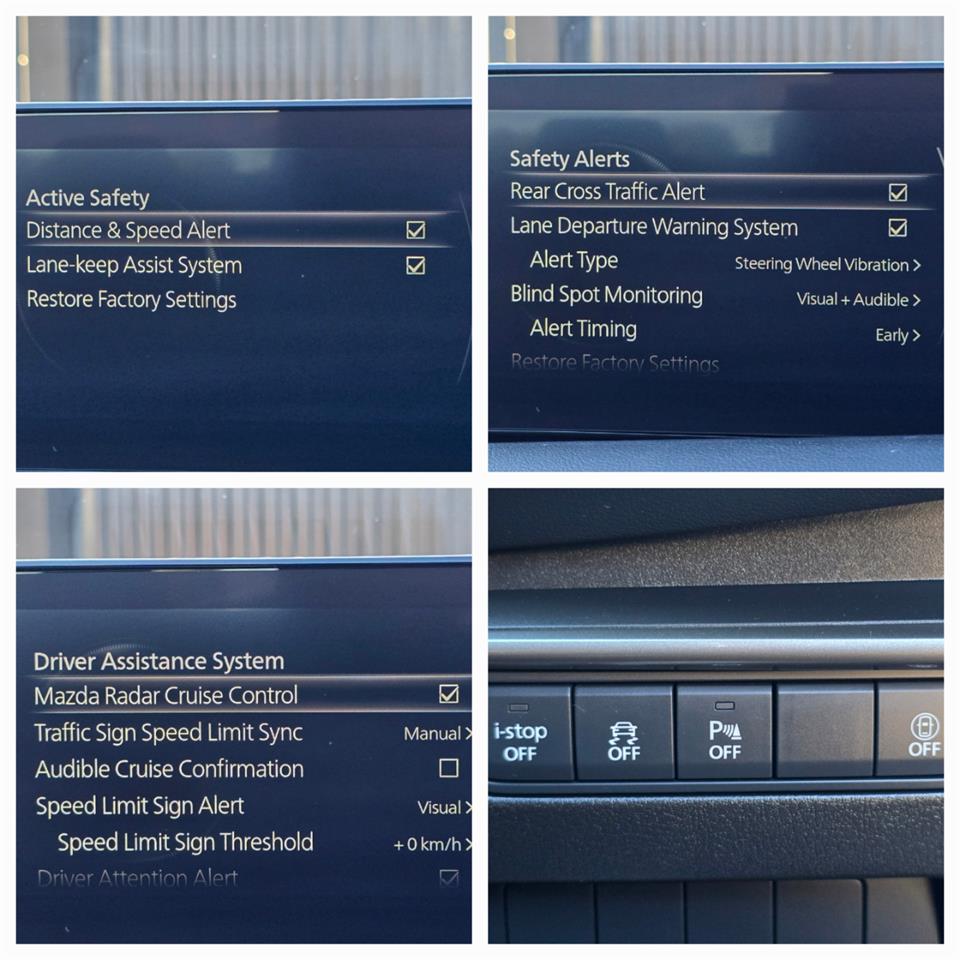 Active Safety
Distance & Speed Alert
Lane-keep Assist System
Restore Factory Settings
Safety Alerts
Rear Cross Traffic Alert
Lane Departure Warning System
Alert Type Steering Wheel Vibration >
Blind Spot Monitoring Visual + Audible >
Alert Timing Early >
Restore Factory Settings
Driver Assistance System
Mazda Radar Cruise Control
Traffic Sign Speed Limit Sync Manual >
Audible Cruise Confirmation
Speed Limit Sign Alert Visual >
Speed Limit Sign Threshold + 0 km/h >
Driver Attention Alert
i-stop
OFF
OFF
P
OFF
OFF